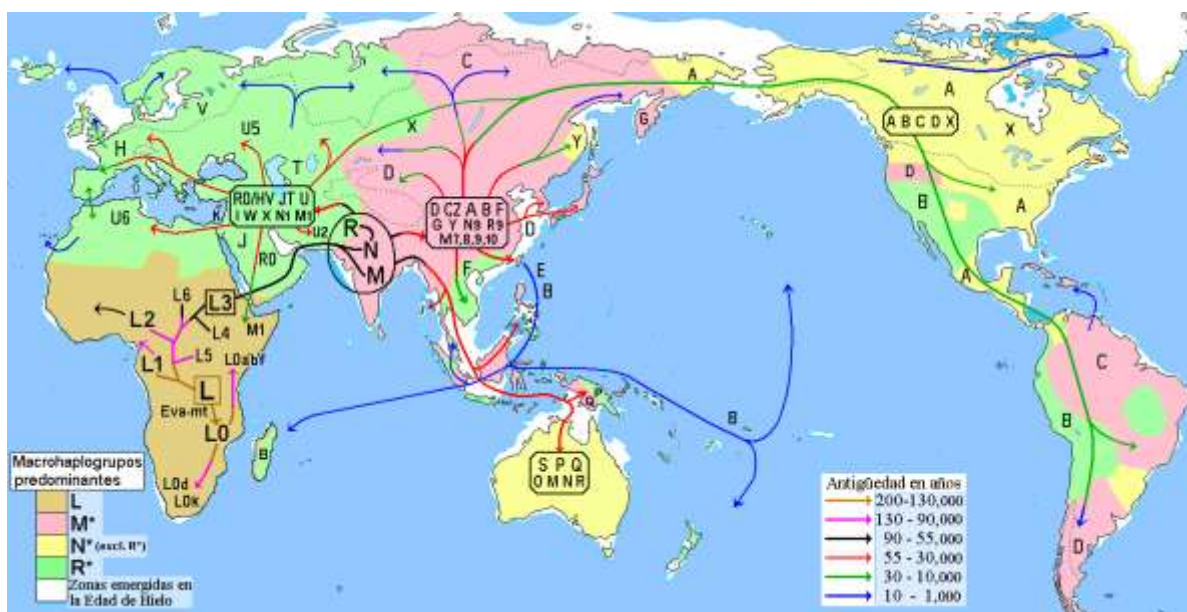 C
A
A
V
U5
X
G
A B C D X
X
H
T
Y
D
D
R0/HV JT U
I W X N1 M1
K
D CZ A B F
G Y N9 R9
M7,8,9,10
D
B
A
U6
U2
R
N
M
J
R0
F
E
B
A
L6
L3
L2
L4
M1
L5
L0abf
L1
L
C
Eva-mt
Q
B
B
L0
B
S P Q
O M N R
L0d
L0k
D
Macrohaplogrupos
predominantes
L
M*
N* (excl. R*)
R*
Zonas emergidas en
la Edad de Hielo
Antigüedad en años
200-130,000
130 - 90,000
90 - 55,000
55 - 30,000
30 - 10,000
10 - 1,000